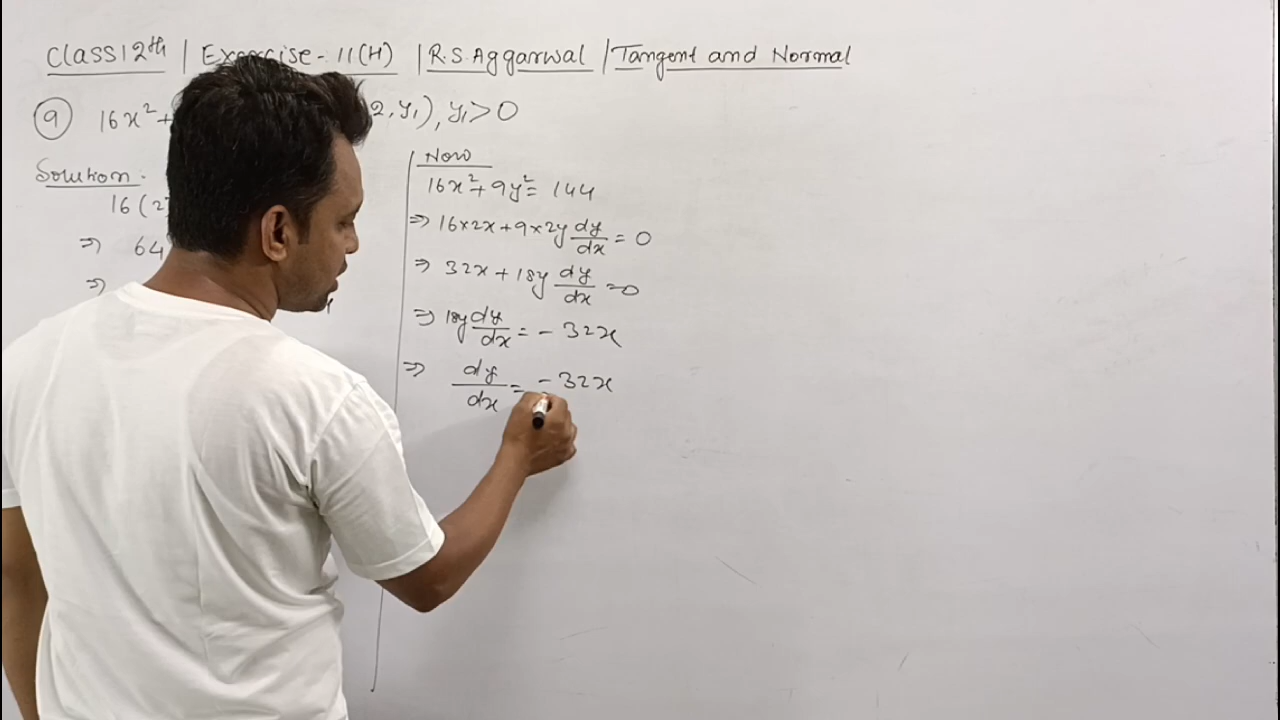 Class 12th | Exercise - 11(H) | R.S. Aggarwal | Tangent and Normal
9 16x² + 2, y₁), y₁ > 0
Solution:
16(2
⇒ 64
⇒
Now
16x² + 9y² = 144
⇒ 16×2x + 9×2y dy/dx = 0
⇒ 32x + 18y dy/dx = 0
⇒ 18y dy/dx = - 32x
⇒ dy/dx = - 32x